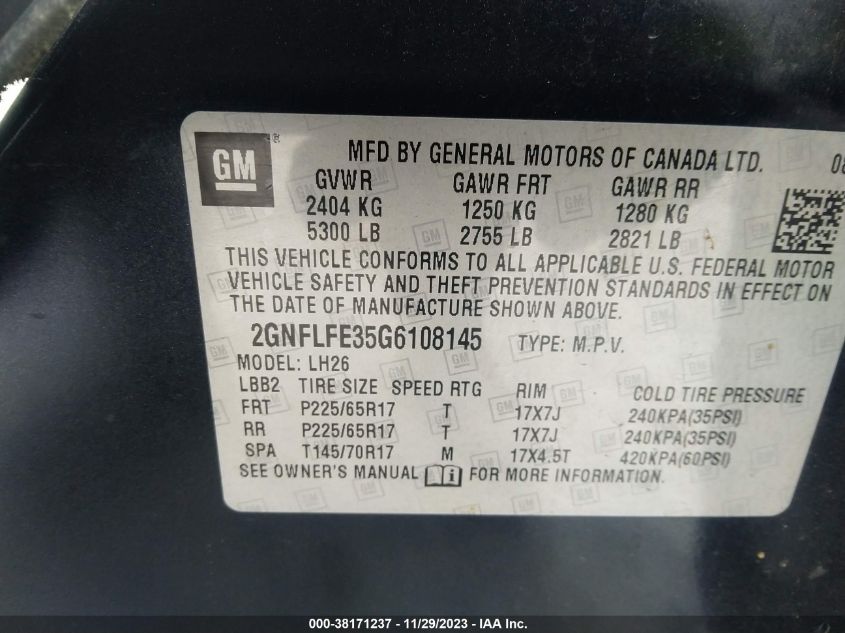 GM
MFD BY GENERAL MOTORS OF CANADA LTD. 08
GVWR GAWR FRT GAWR RR
2404 KG 1250 KG 1280 KG
5300 LB 2755 LB 2821 LB
THIS VEHICLE CONFORMS TO ALL APPLICABLE U.S. FEDERAL MOTOR
VEHICLE SAFETY AND THEFT PREVENTION STANDARDS IN EFFECT ON
THE DATE OF MANUFACTURE SHOWN ABOVE.
2GNFLFE35G6108145 TYPE: M.P.V.
MODEL: LH26
LBB2 TIRE SIZE SPEED RTG RIM COLD TIRE PRESSURE
FRT P225/65R17 T 17X7J 240KPA(35PSI)
RR P225/65R17 T 17X7J 240KPA(35PSI)
SPA T145/70R17 M 17X4.5T 420KPA(60PSI)
SEE OWNER'S MANUAL i FOR MORE INFORMATION.
000-38171237 - 11/29/2023 - IAA Inc.